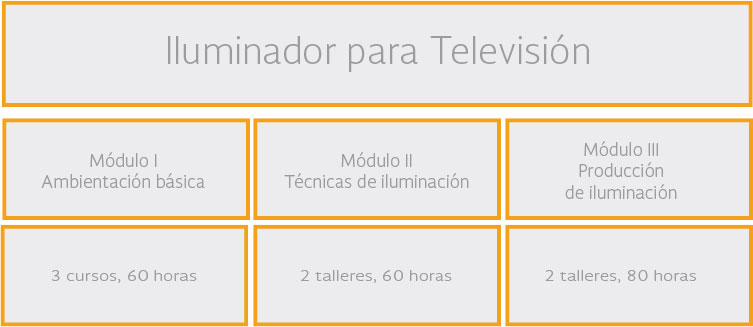 Iluminador para Televisión
Módulo I
Ambientación básica
Módulo II
Técnicas de iluminación
Módulo III
Producción
de iluminación
3 cursos, 60 horas
2 talleres, 60 horas
2 talleres, 80 horas